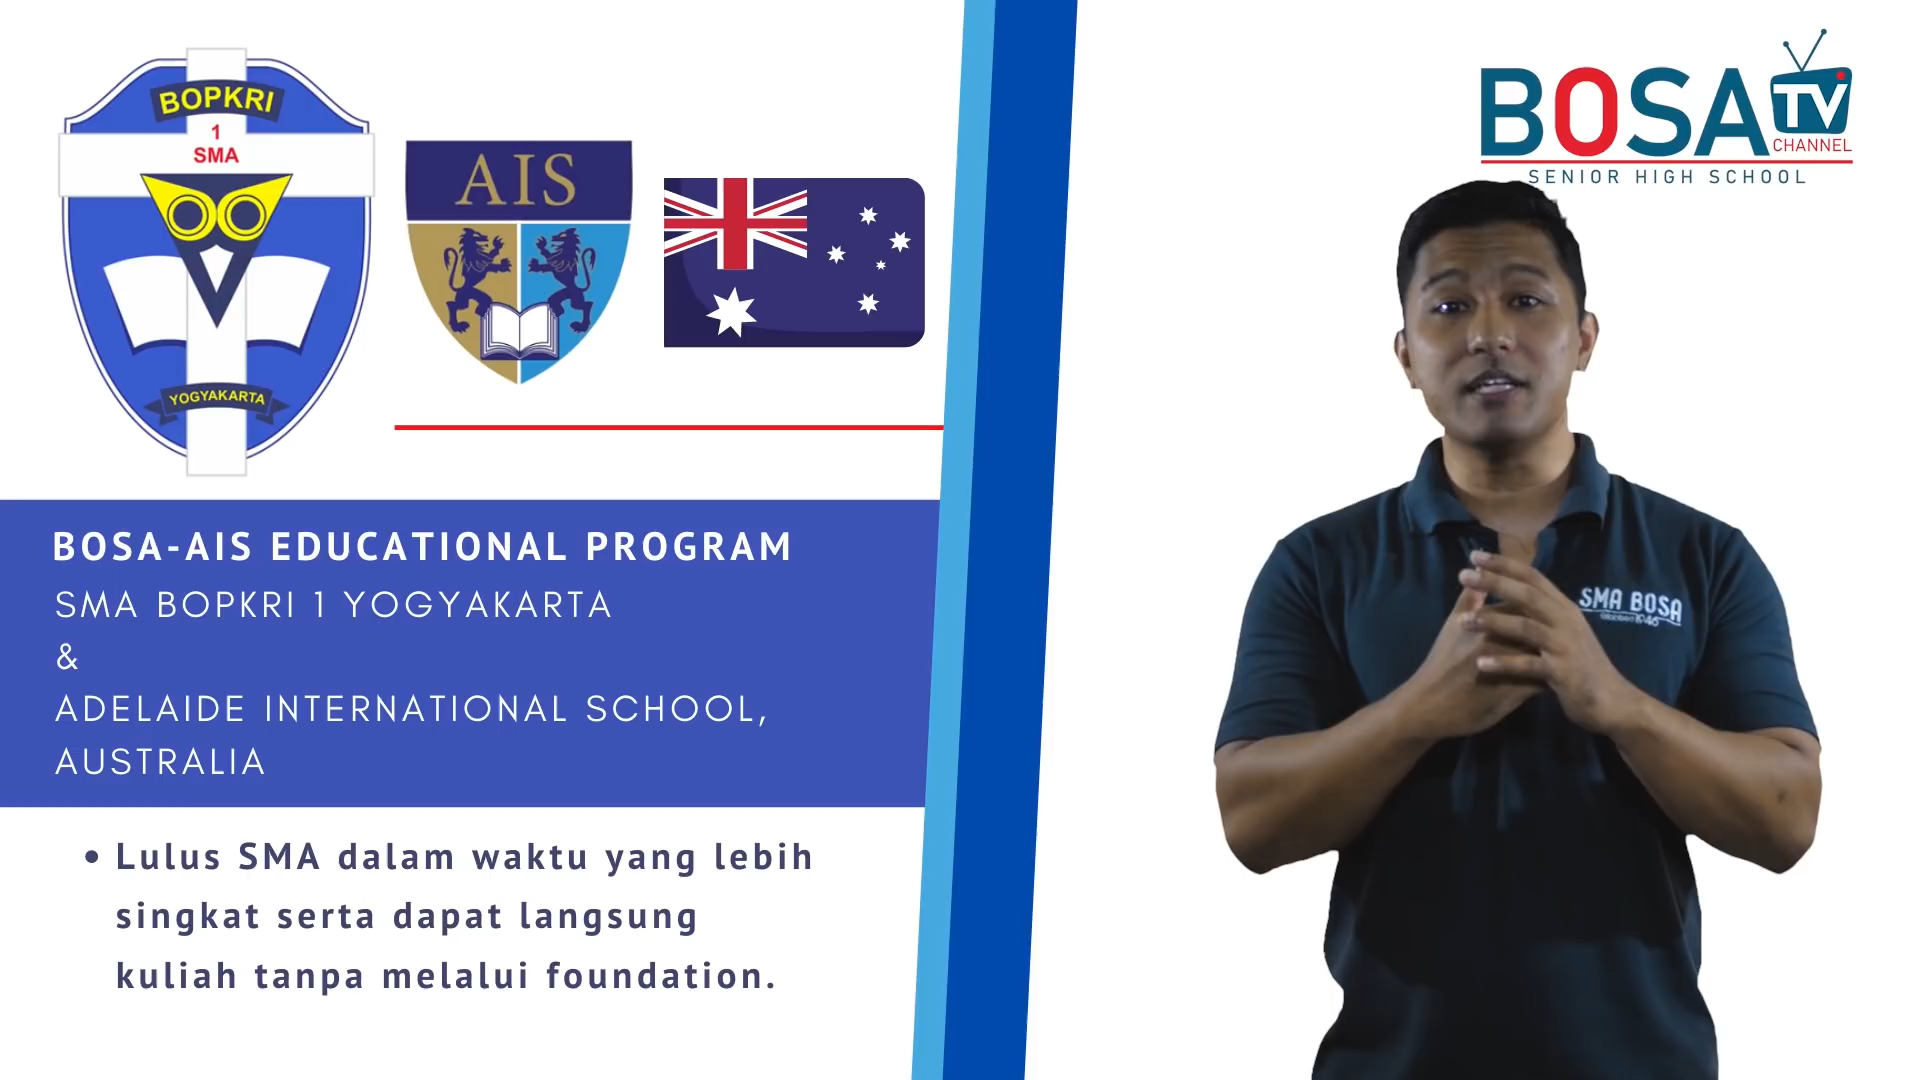 BOPKRI
1
SMA
YOGYAKARTA
AIS
BOSA TV
CHANNEL
SENIOR HIGH SCHOOL
BOSA-AIS EDUCATIONAL PROGRAM
SMA BOPKRI 1 YOGYAKARTA
&
ADELAIDE INTERNATIONAL SCHOOL,
AUSTRALIA
• Lulus SMA dalam waktu yang lebih
singkat serta dapat langsung
kuliah tanpa melalui foundation.
SMA BOSA
1946